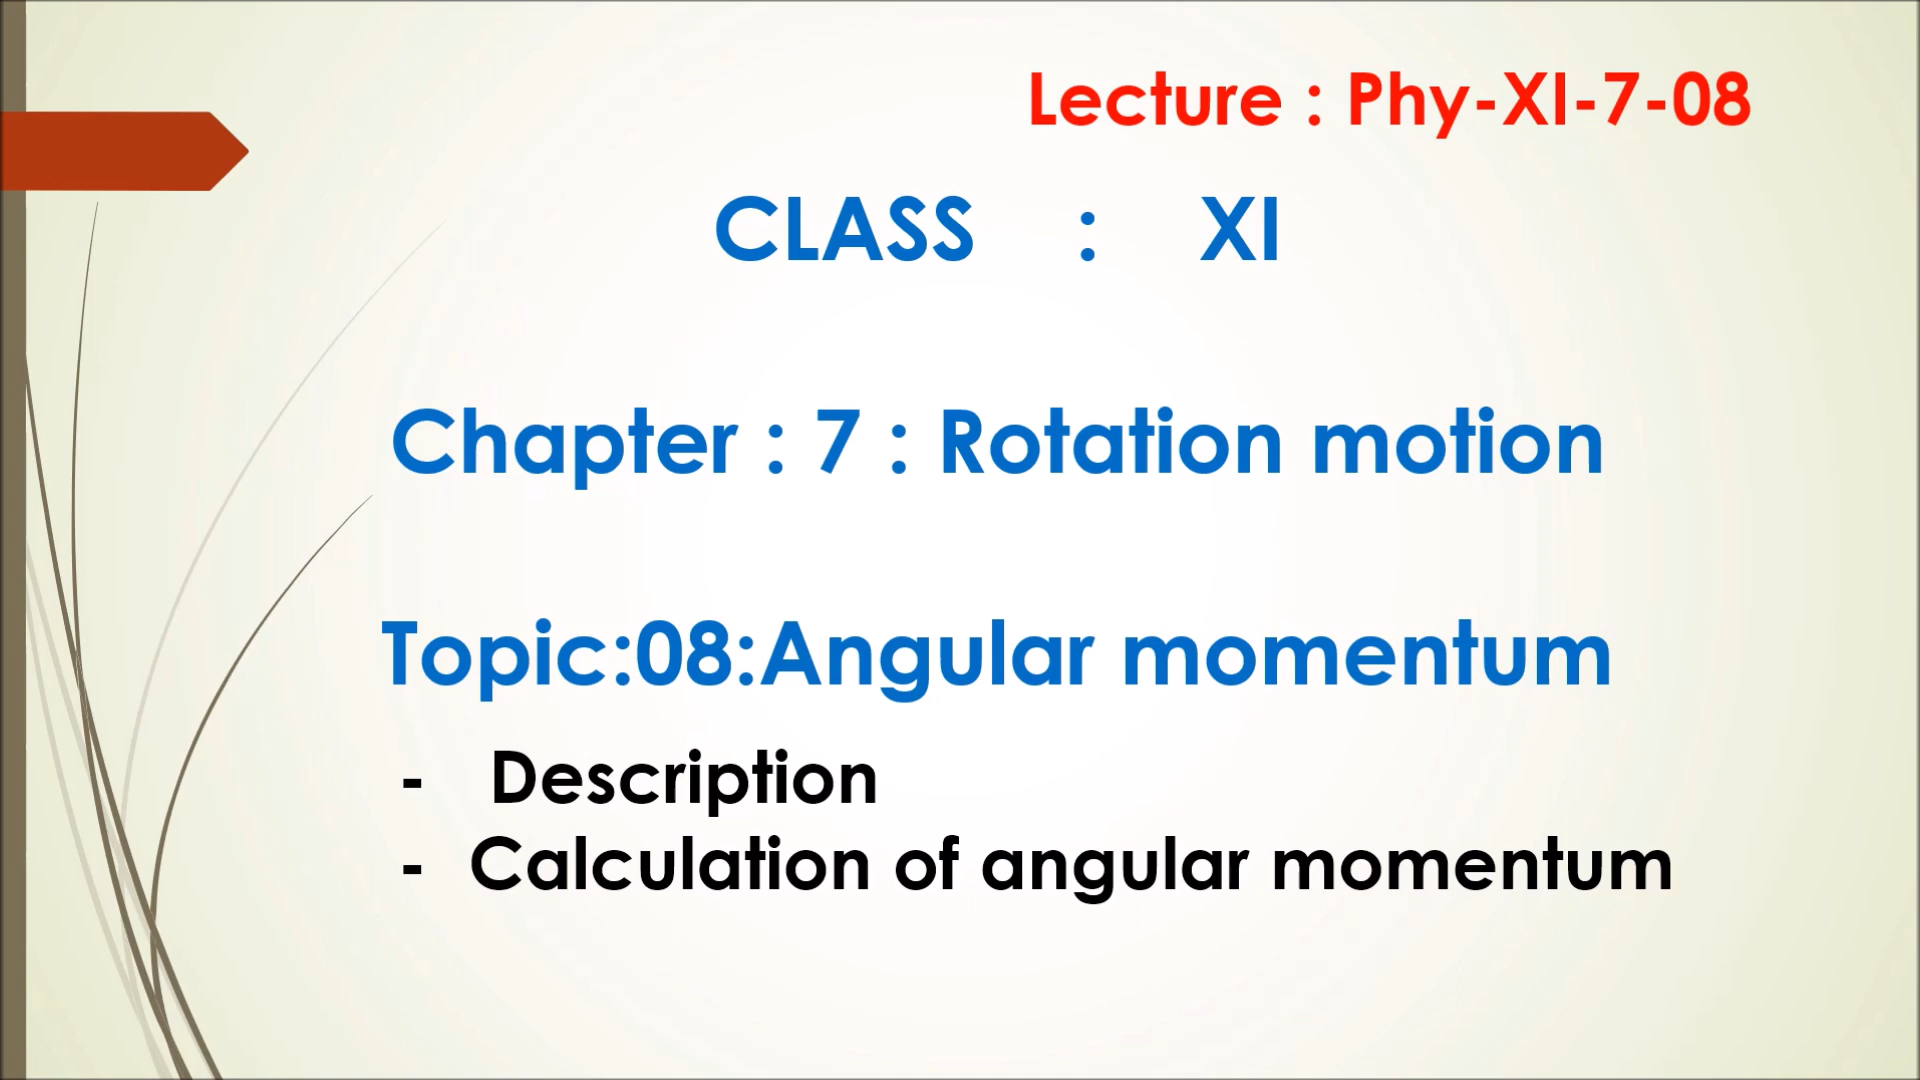 Lecture : Phy-XI-7-08
CLASS : XI
Chapter : 7 : Rotation motion
Topic:08:Angular momentum
- Description
- Calculation of angular momentum